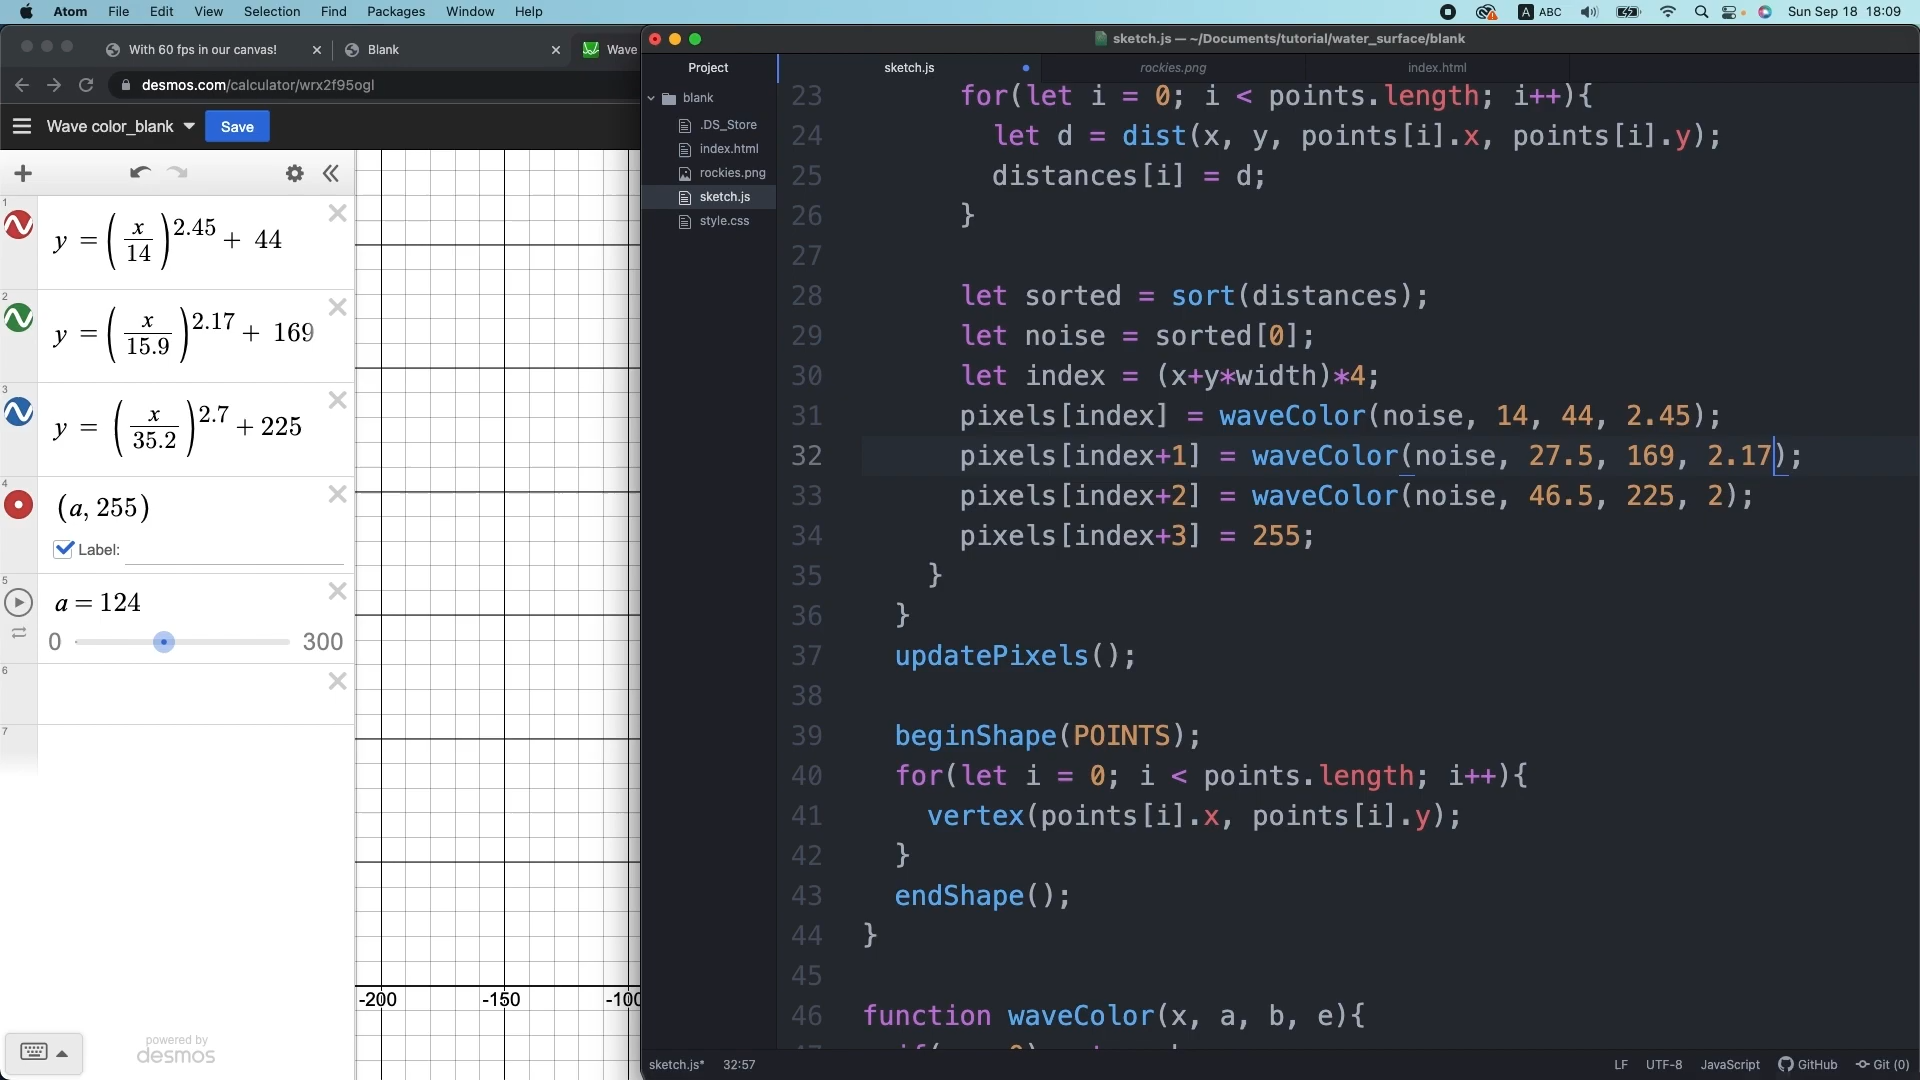 Atom File Edit View Selection Find Packages Window Help
A ABC Sun Sep 18 18:09
With 60 fps in our canvas!
Blank
Wave
sketch.js — ~/Documents/tutorial/water_surface/blank
desmos.com/calculator/wrx2f95ogl
Wave color_blank
Save
1
y = (x/14)^2.45 + 44
2
y = (x/15.9)^2.17 + 169
3
y = (x/35.2)^2.7 + 225
4
(a, 255)
Label:
5
a = 124
0 300
6
7
powered by
desmos
-200 -150 -100
Project
blank
.DS_Store
index.html
rockies.png
sketch.js
style.css
sketch.js rockies.png index.html
23 for(let i = 0; i < points.length; i++){
24 let d = dist(x, y, points[i].x, points[i].y);
25 distances[i] = d;
26 }
27
28 let sorted = sort(distances);
29 let noise = sorted[0];
30 let index = (x+y*width)*4;
31 pixels[index] = waveColor(noise, 14, 44, 2.45);
32 pixels[index+1] = waveColor(noise, 27.5, 169, 2.17);
33 pixels[index+2] = waveColor(noise, 46.5, 225, 2);
34 pixels[index+3] = 255;
35 }
36 }
37 updatePixels();
38
39 beginShape(POINTS);
40 for(let i = 0; i < points.length; i++){
41 vertex(points[i].x, points[i].y);
42 }
43 endShape();
44 }
45
46 function waveColor(x, a, b, e){
sketch.js* 32:57
LF UTF-8 JavaScript GitHub Git (0)